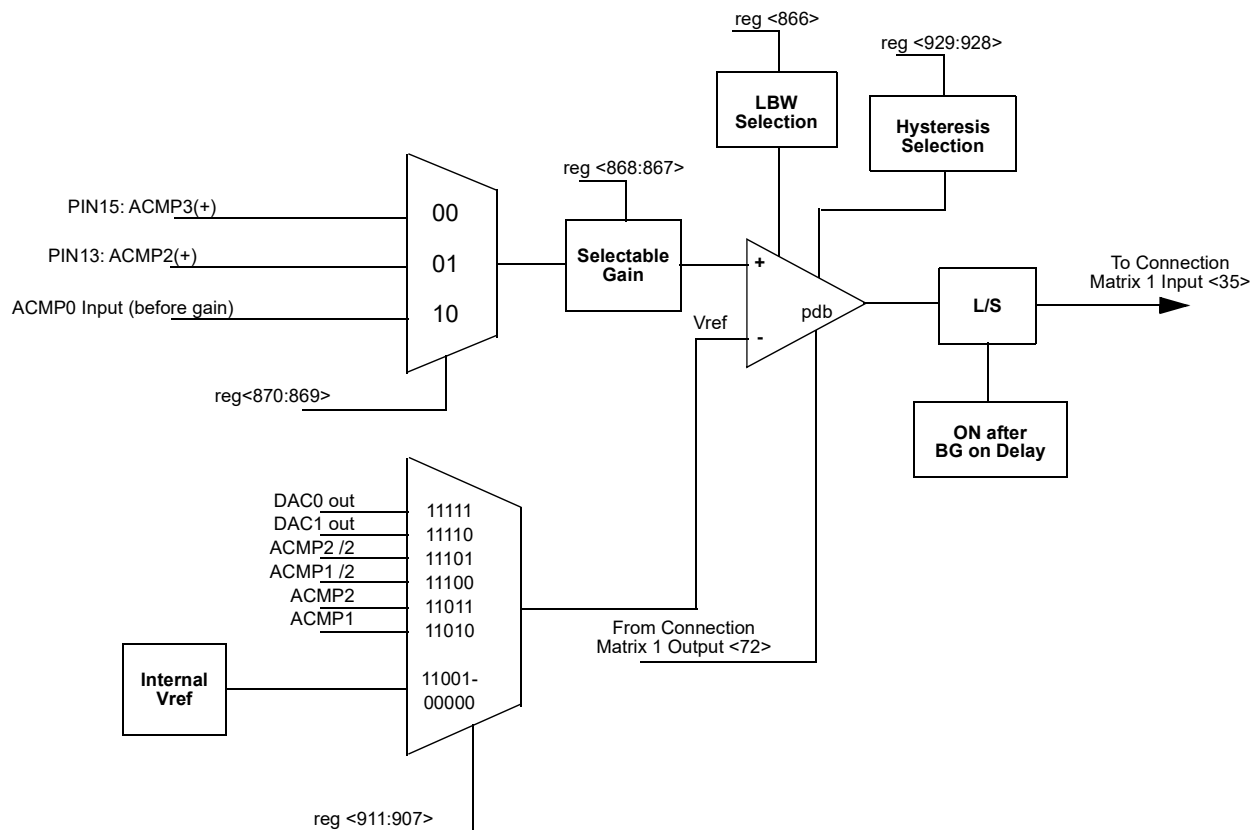 reg <866>
reg <929:928>
LBW
Selection
Hysteresis
Selection
reg <868:867>
PIN15: ACMP3(+)
00
PIN13: ACMP2(+)
01
ACMP0 Input (before gain)
10
Selectable
Gain
+
Vref
-
pdb
L/S
To Connection
Matrix 1 Input <35>
reg<870:869>
ON after
BG on Delay
DAC0 out
11111
DAC1 out
11110
ACMP2 /2
11101
ACMP1 /2
11100
ACMP2
11011
ACMP1
11010
From Connection
Matrix 1 Output <72>
Internal
Vref
11001-
00000
reg <911:907>